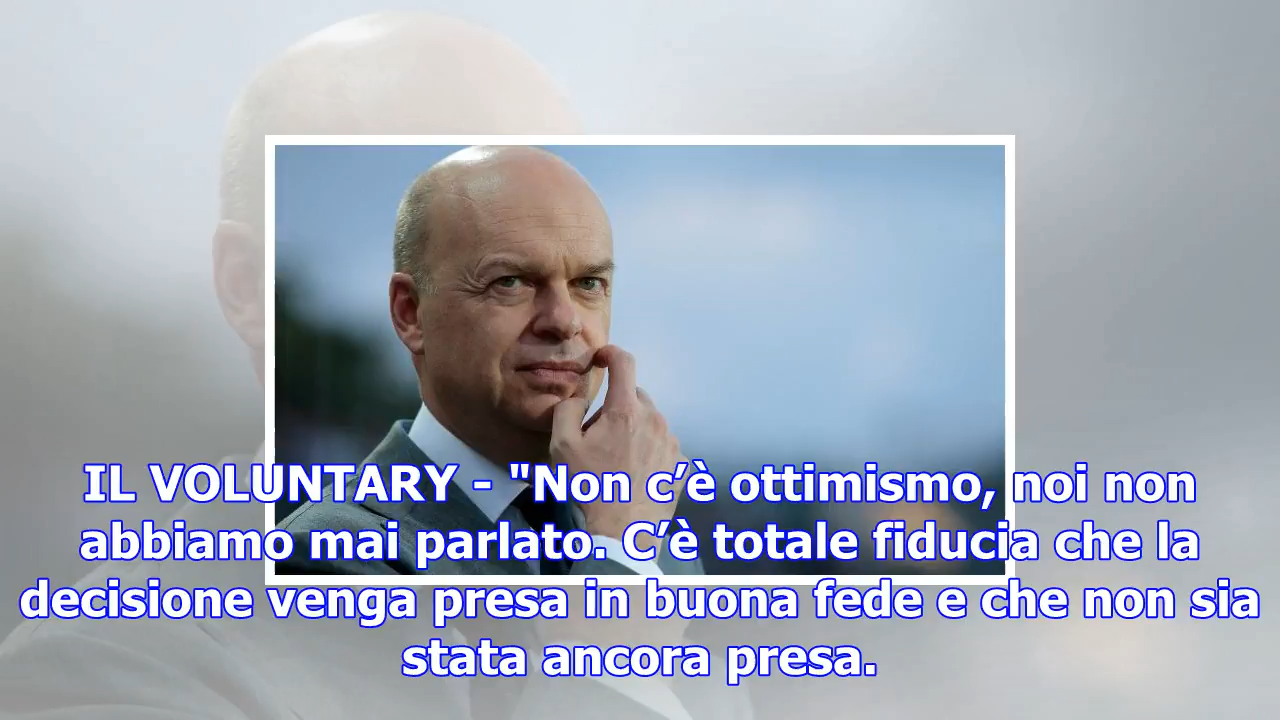 IL VOLUNTARY - "Non c’è ottimismo, noi non
abbiamo mai parlato. C’è totale fiducia che la
decisione venga presa in buona fede e che non sia
stata ancora presa.